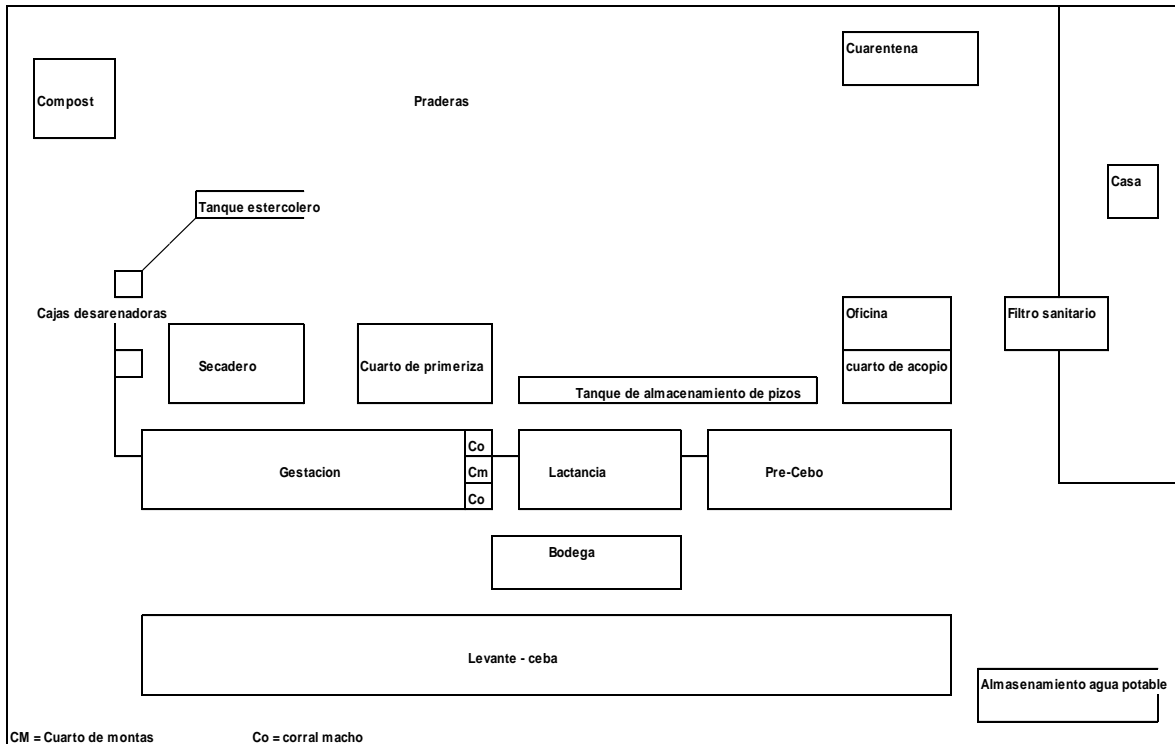 Cuarentena
Compost
Praderas
Casa
Tanque estercolero
Cajas desarenadoras
Oficina
Filtro sanitario
Secadero
Cuarto de primeriza
cuarto de acopio
Tanque de almacenamiento de pizos
Co
Gestacion
Cm
Lactancia
Pre-Cebo
Co
Bodega
Levante - ceba
Almasenamiento agua potable
CM = Cuarto de montas
Co = corral macho